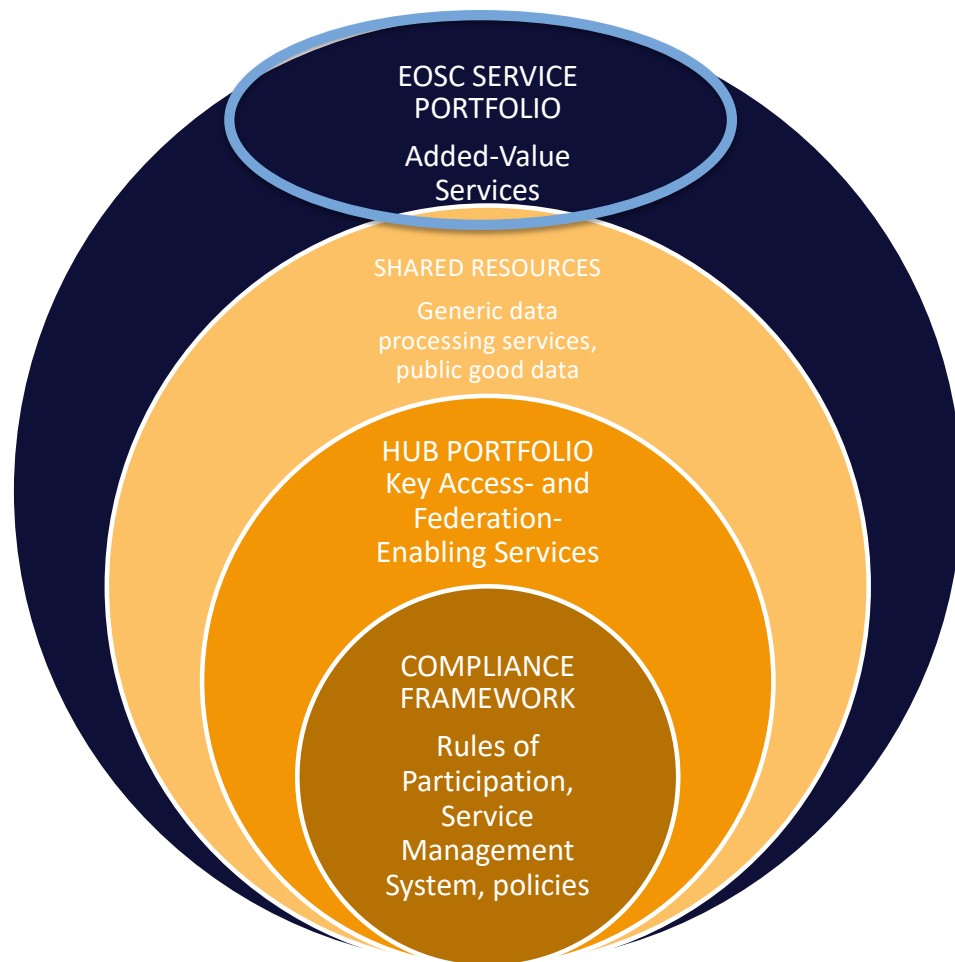 EOSC SERVICE
PORTFOLIO
Added-Value
Services
SHARED RESOURCES
Generic data
processing services,
public good data
HUB PORTFOLIO
Key Access- and
Federation-
Enabling Services
COMPLIANCE
FRAMEWORK
Rules of
Participation,
Service
Management
System, policies